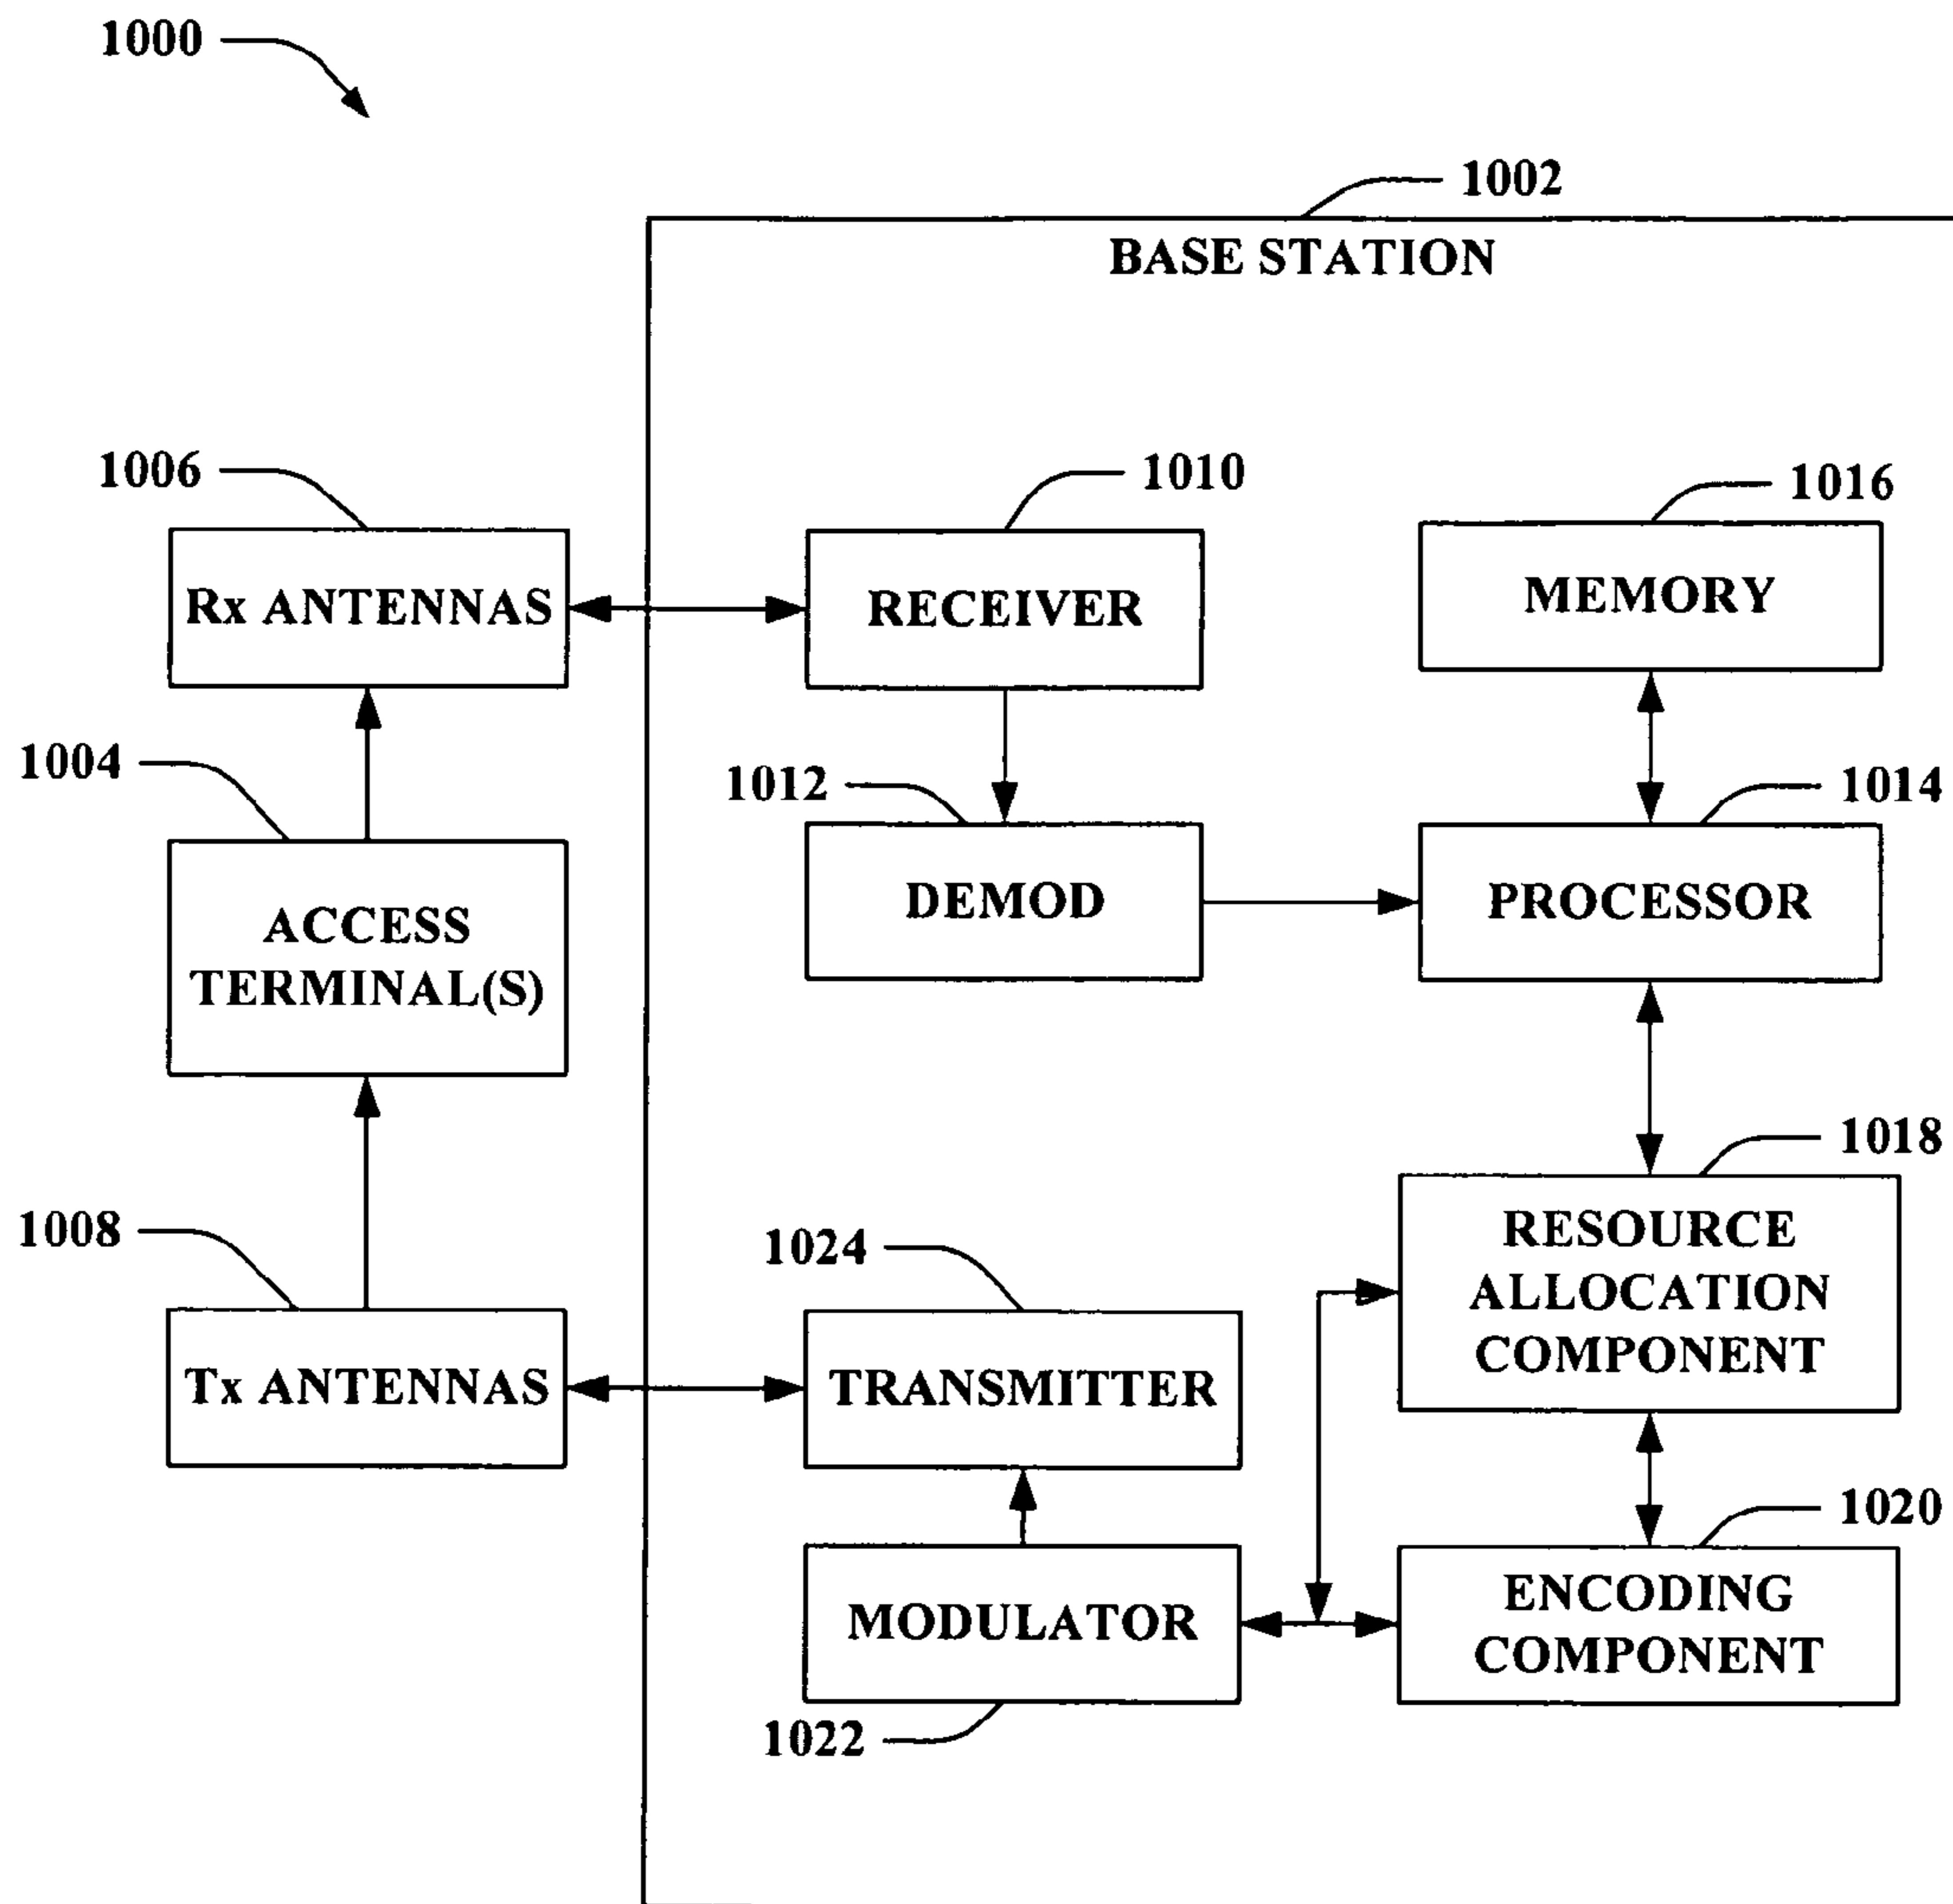 1000
1002
BASE STATION
1006
1010
1016
Rx ANTENNAS
RECEIVER
MEMORY
1004
1012
1014
ACCESS
TERMINAL(S)
DEMOD
PROCESSOR
1008
1024
1018
Tx ANTENNAS
TRANSMITTER
RESOURCE
ALLOCATION
COMPONENT
1020
MODULATOR
ENCODING
COMPONENT
1022